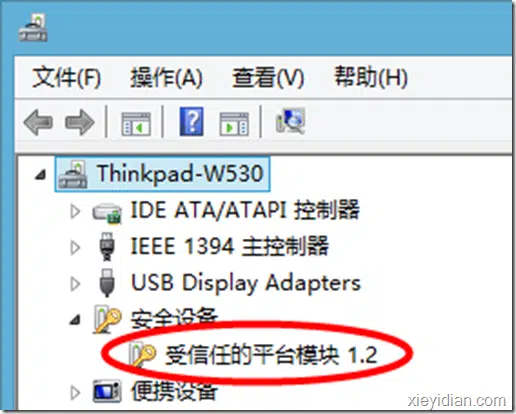 文件(F) 操作(A) 查看(V) 帮助(H)
Thinkpad-W530
IDE ATA/ATAPI 控制器
IEEE 1394 主控制器
USB Display Adapters
安全设备
受信任的平台模块 1.2
便携设备
xieyidian.com